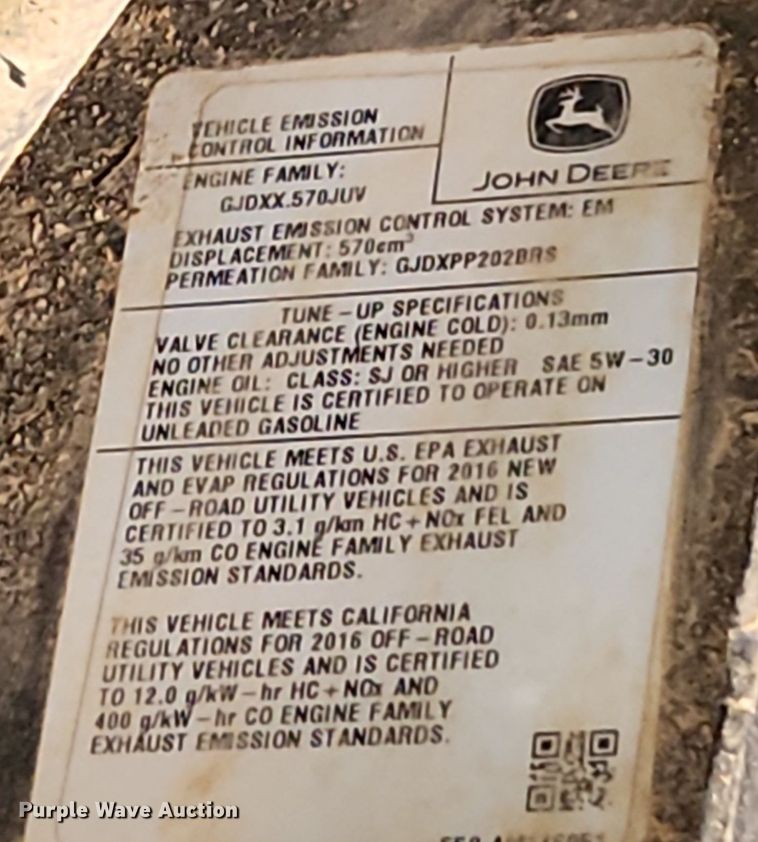 VEHICLE EMISSION
CONTROL INFORMATION
JOHN DEERE
ENGINE FAMILY:
GJDXX.570JUV
EXHAUST EMISSION CONTROL SYSTEM: EM
DISPLACEMENT: 570cm³
PERMEATION FAMILY: GJDXPP202BRS
TUNE-UP SPECIFICATIONS
VALVE CLEARANCE (ENGINE COLD): 0.13mm
NO OTHER ADJUSTMENTS NEEDED
ENGINE OIL: CLASS: SJ OR HIGHER SAE 5W-30
THIS VEHICLE IS CERTIFIED TO OPERATE ON
UNLEADED GASOLINE
THIS VEHICLE MEETS U.S. EPA EXHAUST
AND EVAP REGULATIONS FOR 2016 NEW
OFF-ROAD UTILITY VEHICLES AND IS
CERTIFIED TO 3.1 g/km HC+NOx FEL AND
35 g/km CO ENGINE FAMILY EXHAUST
EMISSION STANDARDS.
THIS VEHICLE MEETS CALIFORNIA
REGULATIONS FOR 2016 OFF-ROAD
UTILITY VEHICLES AND IS CERTIFIED
TO 12.0 g/kW-hr HC+NOx AND
400 g/kW-hr CO ENGINE FAMILY
EXHAUST EMISSION STANDARDS.
Purple Wave Auction